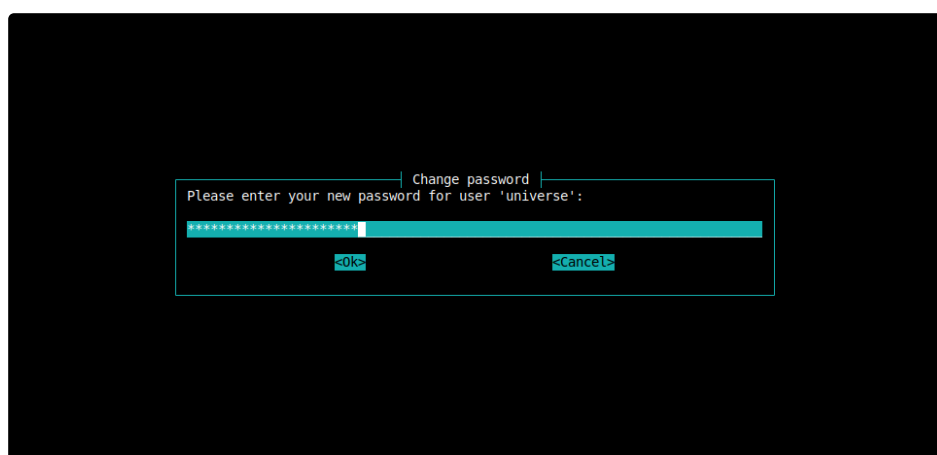 Change password
Please enter your new password for user 'universe':
**********************
<Ok> <Cancel>